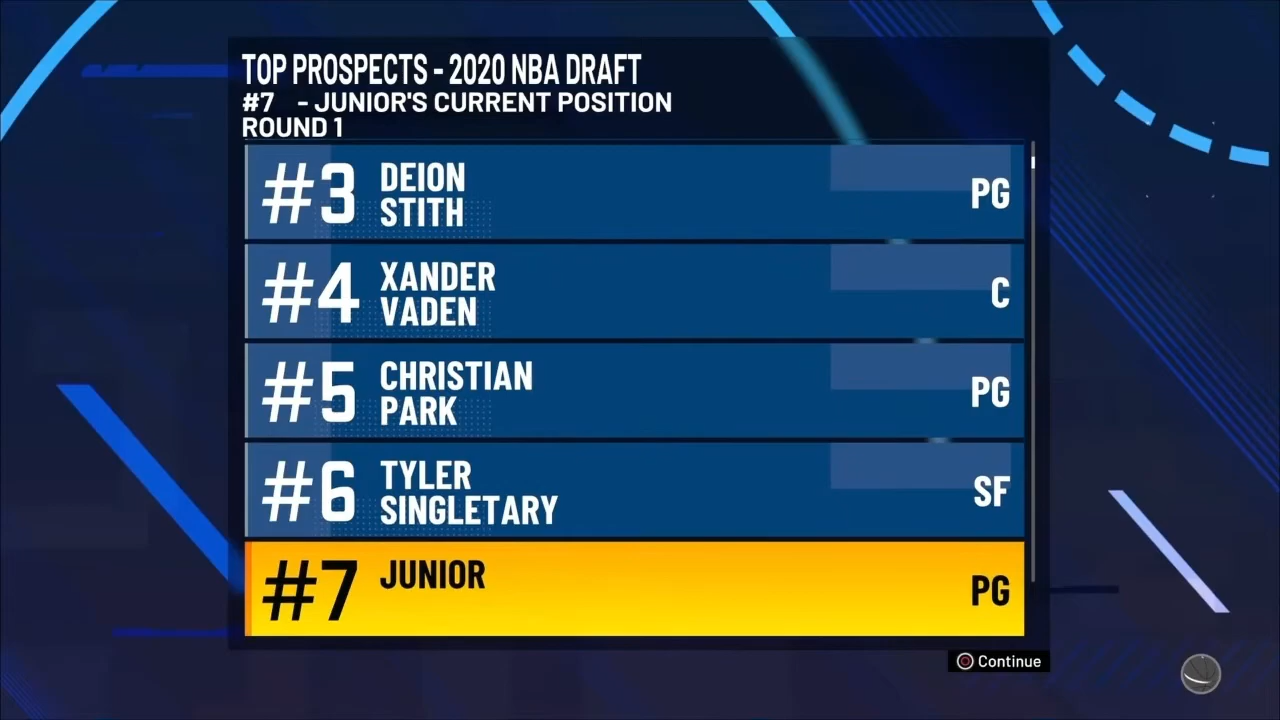 TOP PROSPECTS - 2020 NBA DRAFT
#7 - JUNIOR'S CURRENT POSITION
ROUND 1
#3 DEION STITH PG
#4 XANDER VADEN C
#5 CHRISTIAN PARK PG
#6 TYLER SINGLETARY SF
#7 JUNIOR PG
Continue